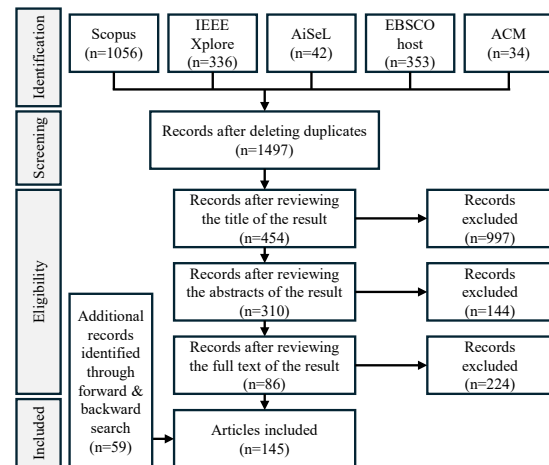 Identification
Scopus
(n=1056)
IEEE
Xplore
(n=336)
AiSeL
(n=42)
EBSCO
host
(n=353)
ACM
(n=34)
Screening
Records after deleting duplicates
(n=1497)
Eligibility
Records after reviewing
the title of the result
(n=454)
Records
excluded
(n=997)
Records after reviewing
the abstracts of the result
(n=310)
Records
excluded
(n=144)
Additional
records
identified
through
forward &
backward
search
(n=59)
Records after reviewing
the full text of the result
(n=86)
Records
excluded
(n=224)
Included
Articles included
(n=145)